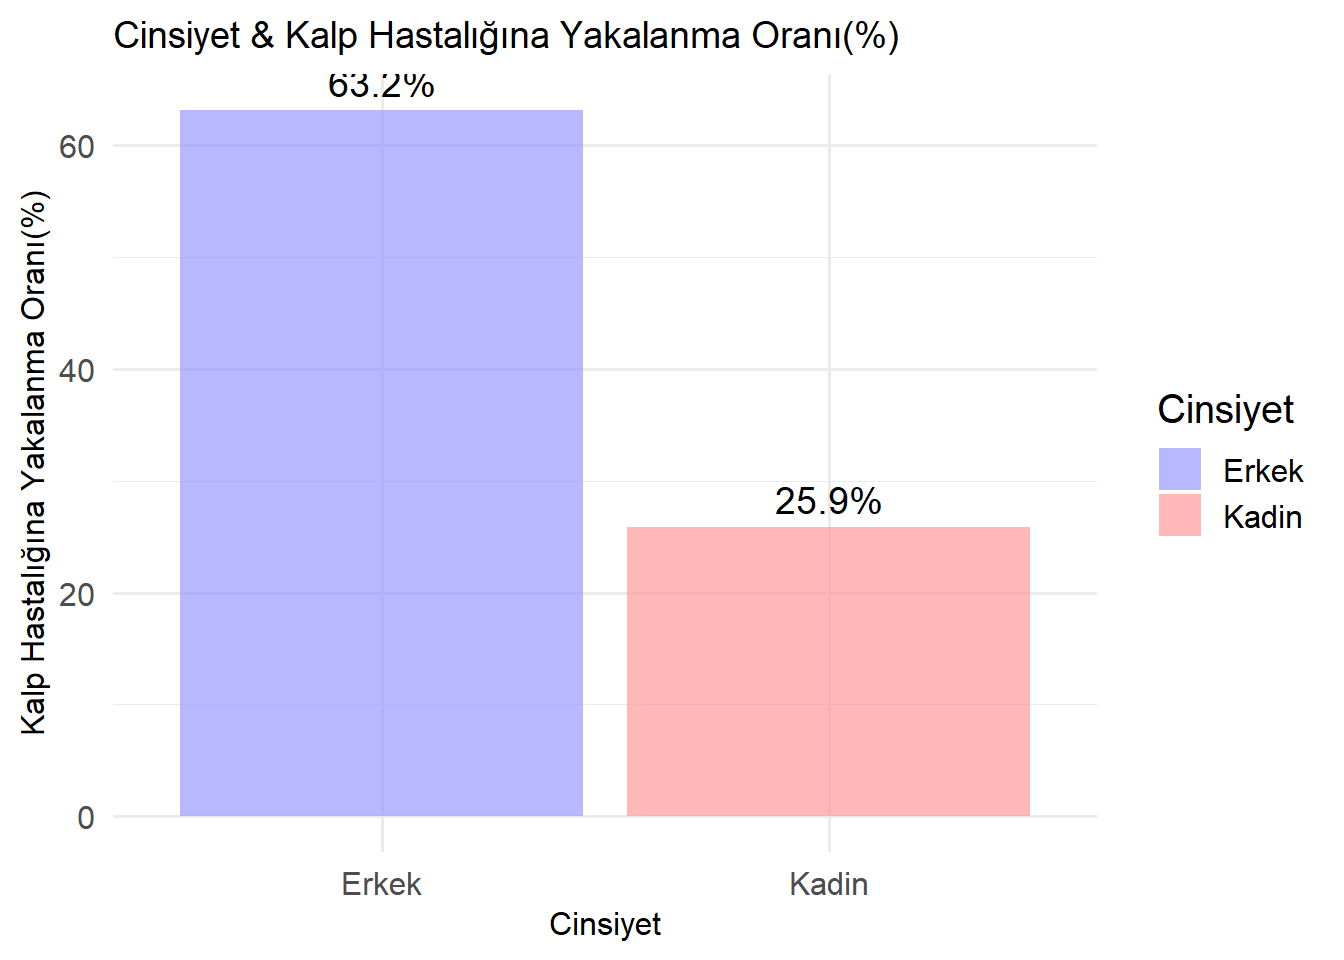 Cinsiyet & Kalp Hastalığına Yakalanma Oranı(%)
63.2%
60
40
20
0
Kalp Hastalığına Yakalanma Oranı(%)
25.9%
Erkek
Kadin
Cinsiyet
Cinsiyet
Erkek
Kadin